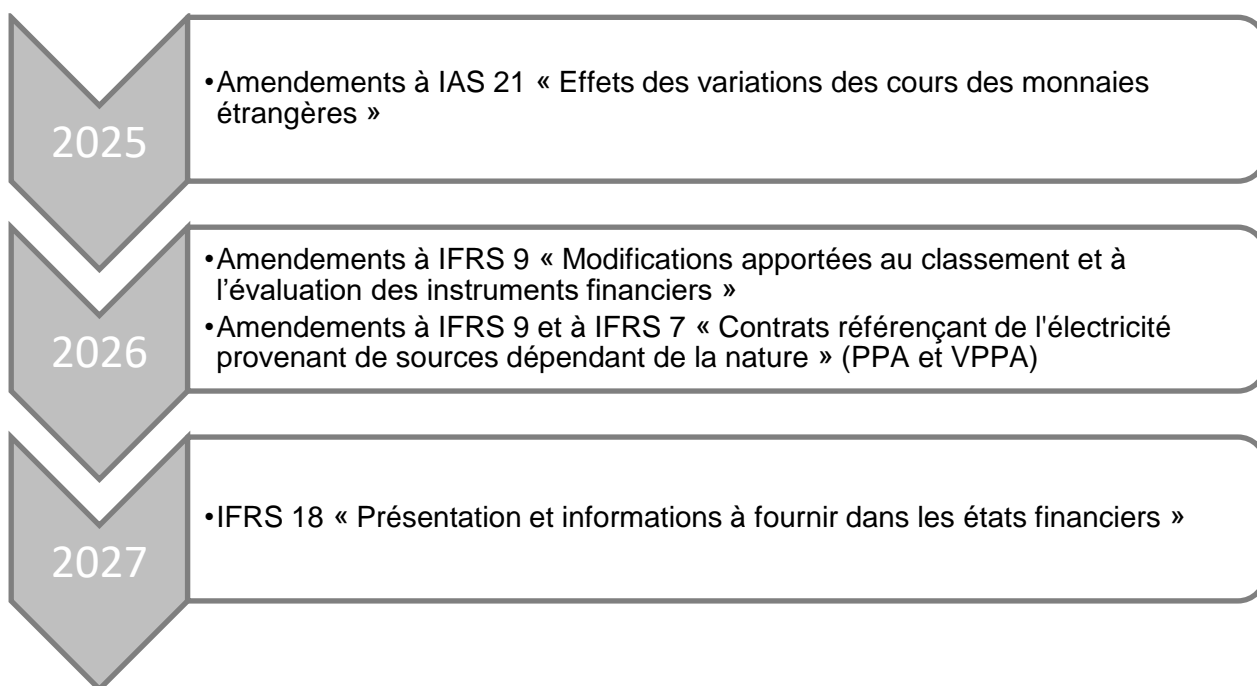 2025
•Amendements à IAS 21 « Effets des variations des cours des monnaies
étrangères »
2026
•Amendements à IFRS 9 « Modifications apportées au classement et à
l’évaluation des instruments financiers »
•Amendements à IFRS 9 et à IFRS 7 « Contrats référençant de l'électricité
provenant de sources dépendant de la nature » (PPA et VPPA)
2027
•IFRS 18 « Présentation et informations à fournir dans les états financiers »